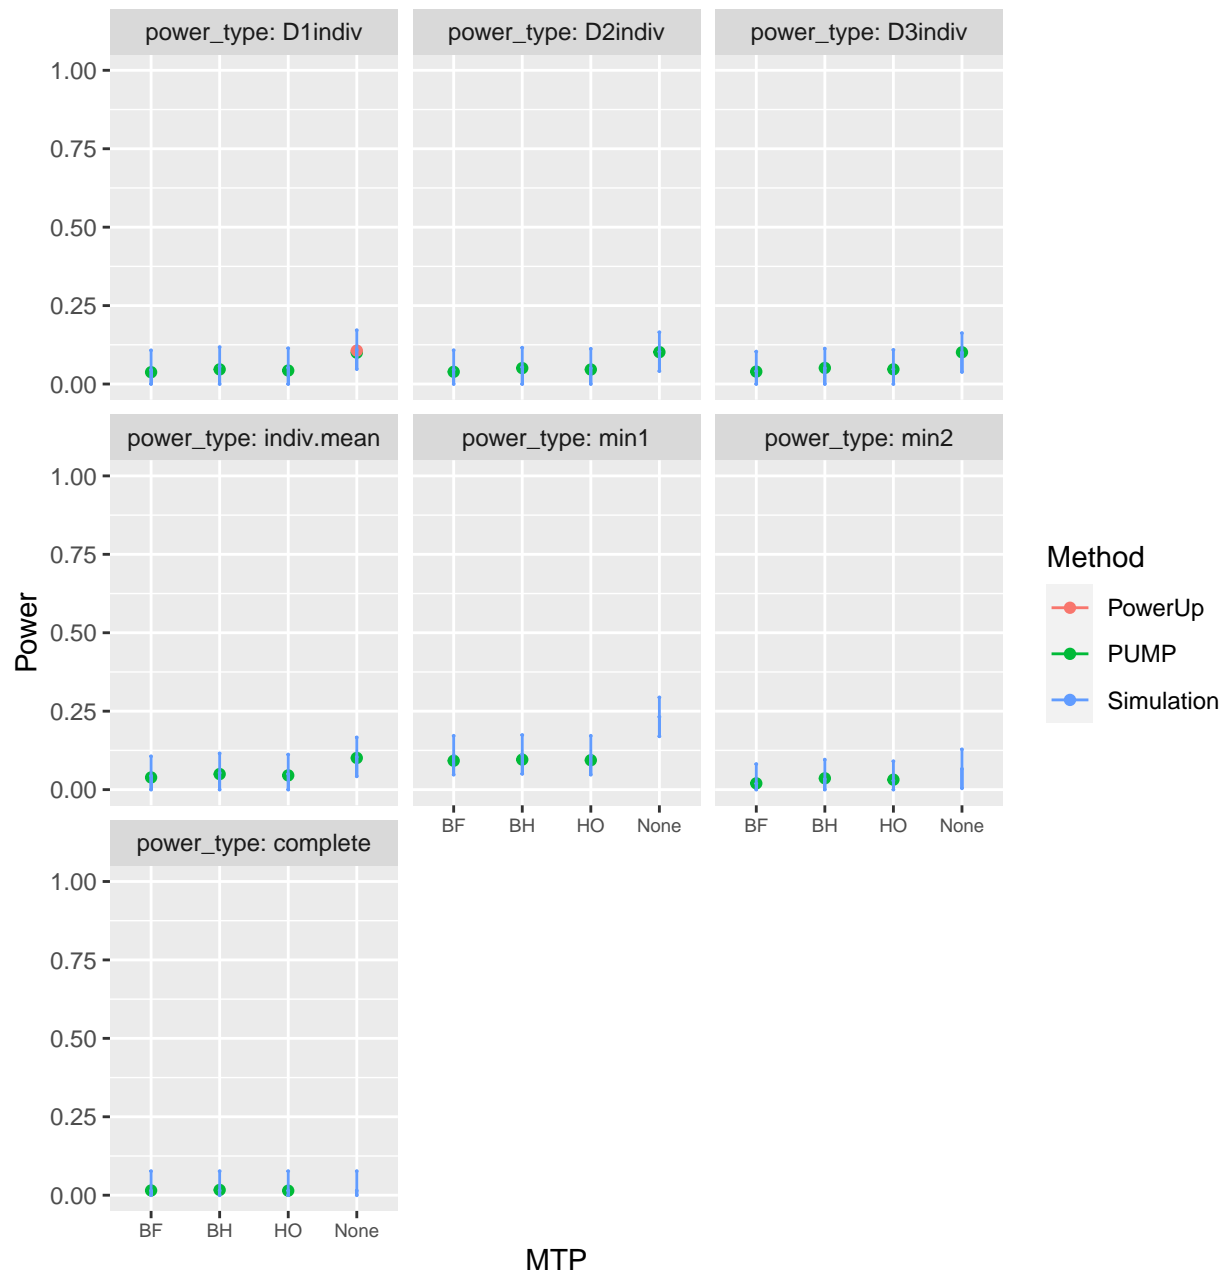 power_type: D1indiv
power_type: D2indiv
power_type: D3indiv
1.00
0.75
0.50
0.25
0.00
power_type: indiv.mean
power_type: min1
power_type: min2
1.00
0.75
0.50
0.25
0.00
BF BH HO None
BF BH HO None
power_type: complete
1.00
0.75
0.50
0.25
0.00
BF BH HO None
MTP
Power
Method
PowerUp
PUMP
Simulation